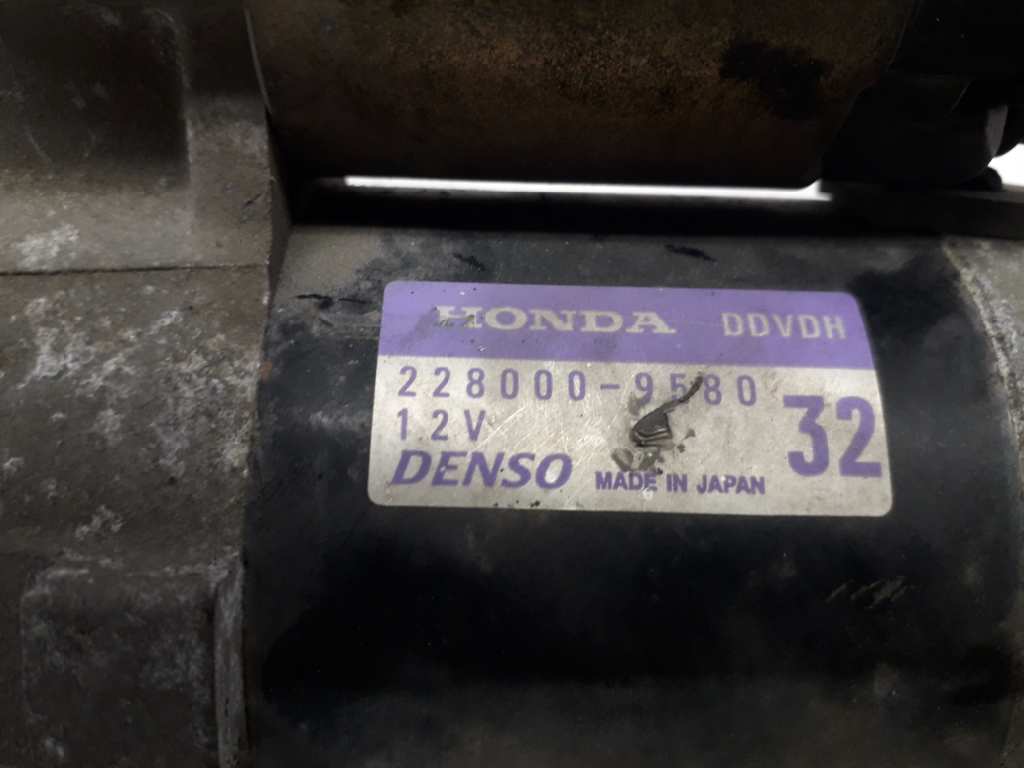 HONDA DDVDH
228000-9580
12V
32
DENSO MADE IN JAPAN